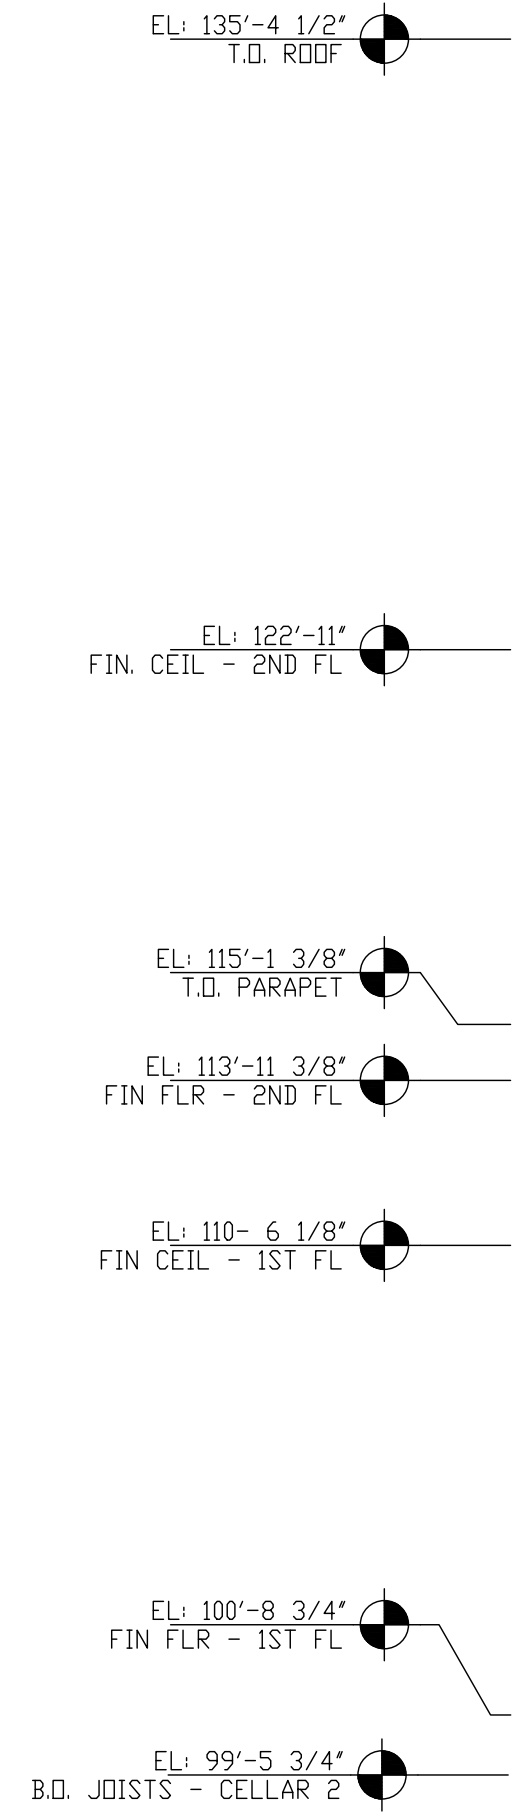 EL: 135'-4 1/2"
T.O. ROOF
EL: 122'-11"
FIN. CEIL - 2ND FL
EL: 115'-1 3/8"
T.O. PARAPET
EL: 113'-11 3/8"
FIN FLR - 2ND FL
EL: 110- 6 1/8"
FIN CEIL - 1ST FL
EL: 100'-8 3/4"
FIN FLR - 1ST FL
EL: 99'-5 3/4"
B.O. JOISTS - CELLAR 2